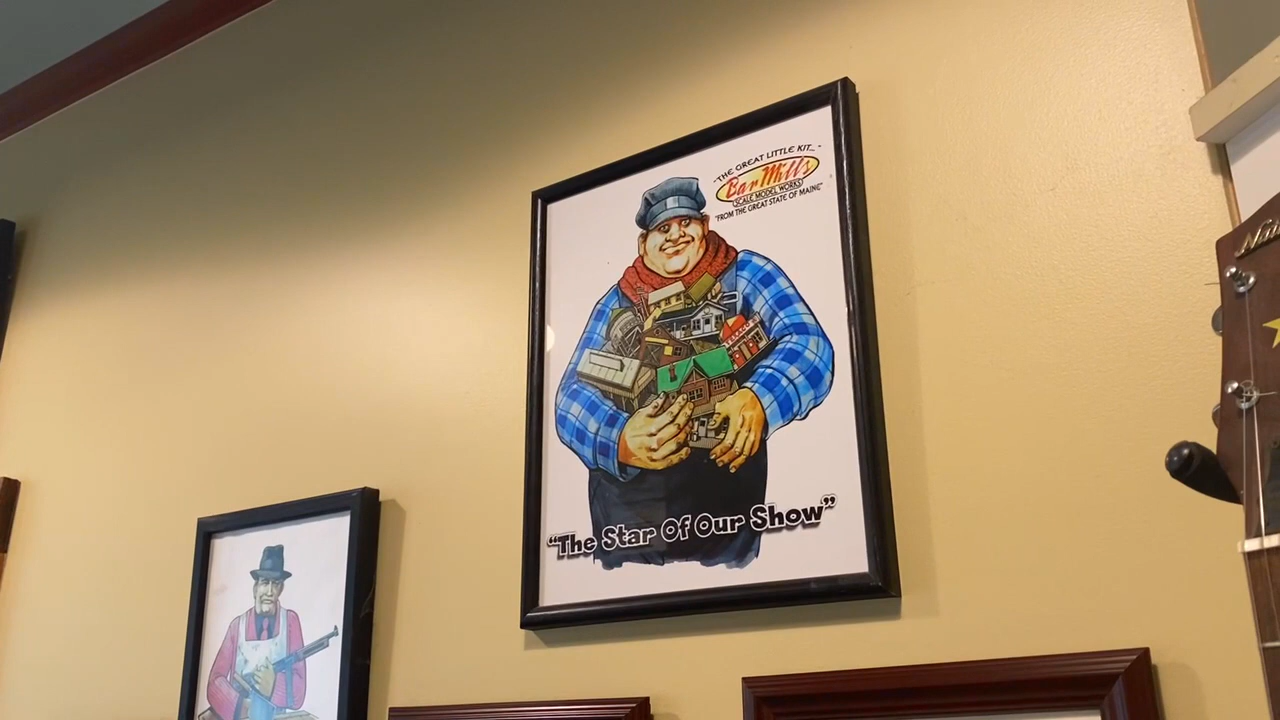 -THE GREAT LITTLE KIT... -
Bar Mills
SCALE MODEL WORKS
"FROM THE GREAT STATE OF MAINE"
TEXACO
“The Star Of Our Show”